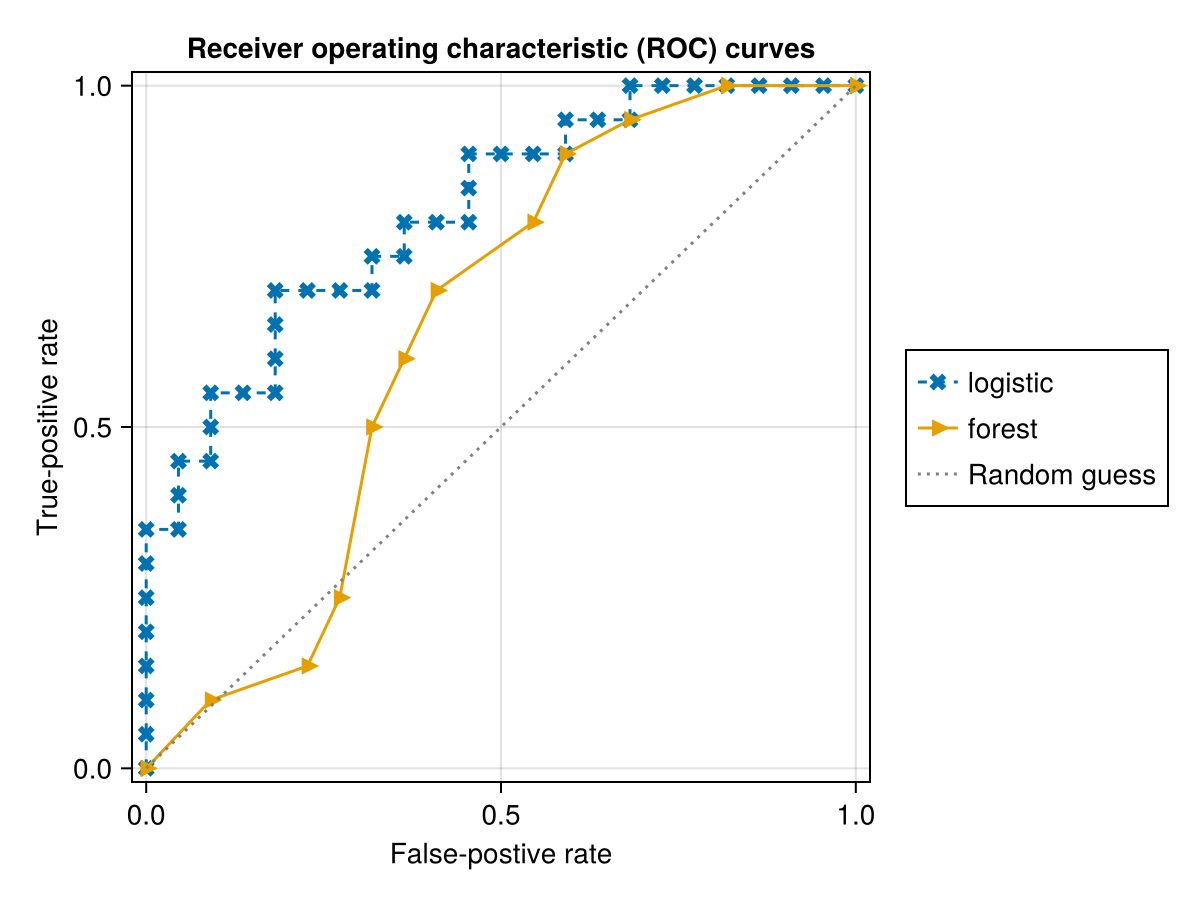 Receiver operating characteristic (ROC) curves
1.0
0.5
0.0
True-positive rate
0.0
0.5
1.0
False-postive rate
logistic
forest
Random guess